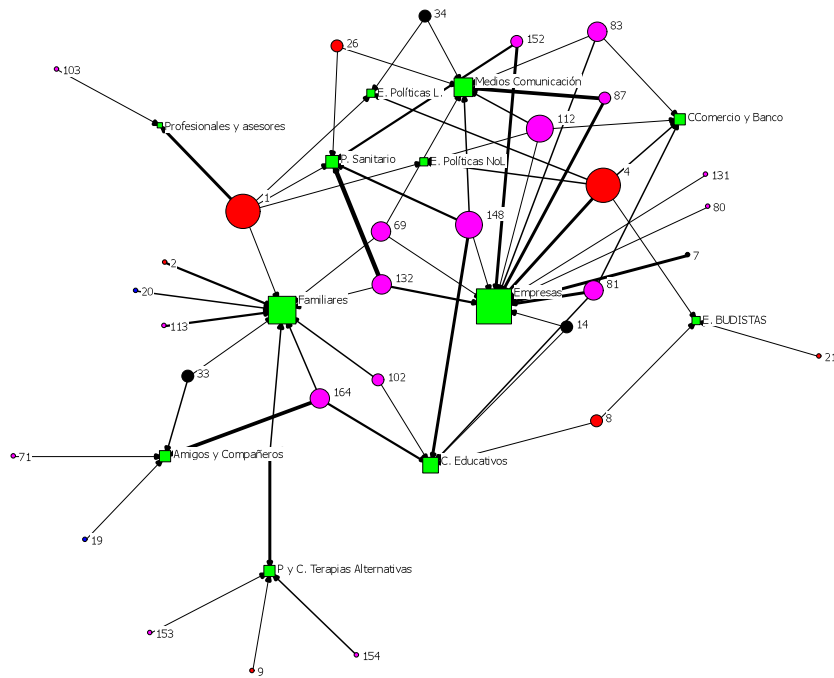 34
26
152
83
103
Medios Comunicación
E. Políticas L.
87
Profesionales y asesores
112
CComercio y Banco
P. Sanitario
E. Políticas NoL
4
131
1
80
69
148
2
7
20
132
81
Familiares
Empresas
113
14
E. BUDISTAS
21
33
102
164
8
71
Amigos y Compañeros
C. Educativos
19
P y C. Terapias Alternativas
153
154
9